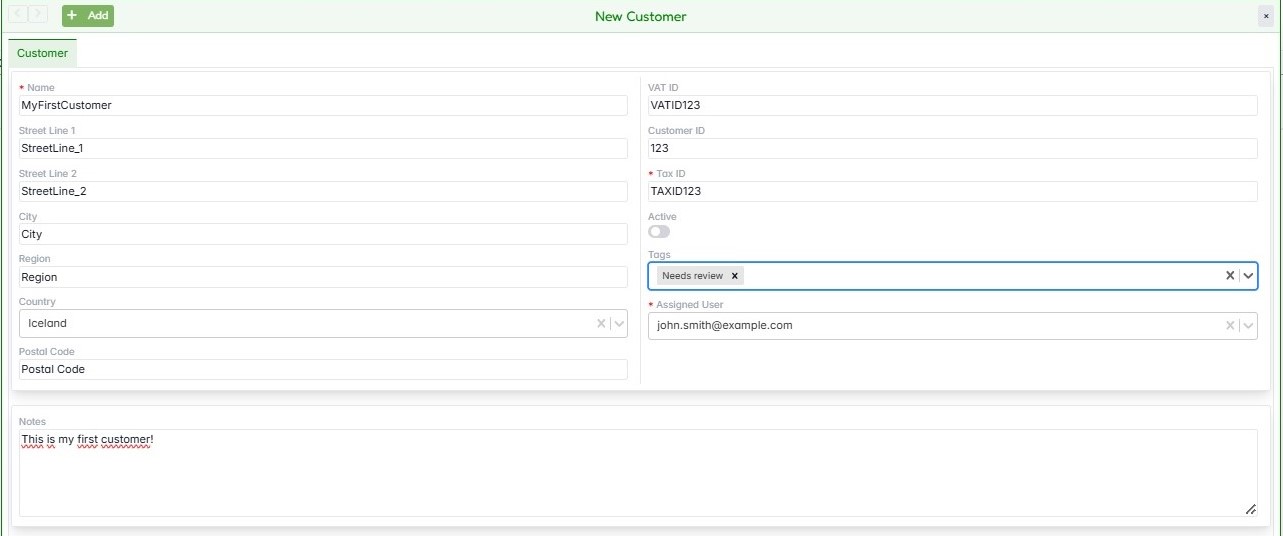 + Add
New Customer
×
Customer
* Name
MyFirstCustomer
Street Line 1
StreetLine_1
Street Line 2
StreetLine_2
City
City
Region
Region
Country
Iceland
Postal Code
Postal Code
VAT ID
VATID123
Customer ID
123
* Tax ID
TAXID123
Active
Tags
Needs review
* Assigned User
john.smith@example.com
Notes
This is my first customer!